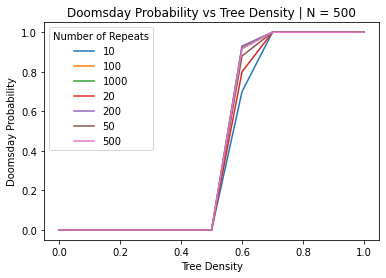 Doomsday Probability vs Tree Density | N = 500
Number of Repeats
10
100
1000
20
200
50
500
Doomsday Probability
1.0
0.8
0.6
0.4
0.2
0.0
0.0 0.2 0.4 0.6 0.8 1.0
Tree Density